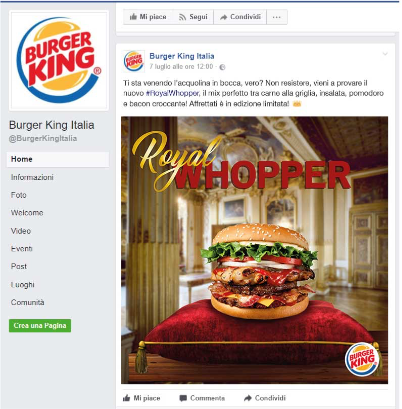 BURGER
KING
Mi piace Segui Condividi
Burger King Italia
7 luglio alle ore 12:00
Ti sta venendo l'acquolina in bocca, vero? Non resistere, vieni a provare il
nuovo #RoyalWhopper, il mix perfetto tra carno alla griglia, insalata, pomodoro
e bacon croccante! Affrettati è in edizione limitata!
Royal
WHOPPER
BURGER
KING
Mi piace Commenta Condividi
Burger King Italia
@BurgerKingItalia
Home
Informazioni
Foto
Welcome
Video
Eventi
Post
Luoghi
Comunità
Crea una Pagina